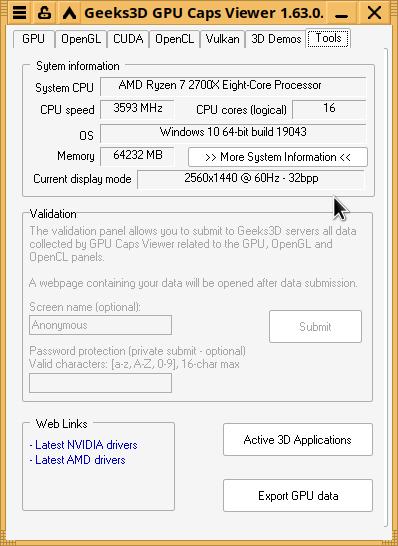 Geeks3D GPU Caps Viewer 1.63.0.
GPU OpenGL CUDA OpenCL Vulkan 3D Demos Tools
Sytem information
System CPU AMD Ryzen 7 2700X Eight-Core Processor
CPU speed 3593 MHz CPU cores (logical) 16
OS Windows 10 64-bit build 19043
Memory 64232 MB >> More System Information <<
Current display mode 2560x1440 @ 60Hz - 32bpp
Validation
The validation panel allows you to submit to Geeks3D servers all data
collected by GPU Caps Viewer related to the GPU, OpenGL and
OpenCL panels.
A webpage containing your data will be opened after data submission.
Screen name (optional):
Anonymous
Submit
Password protection (private submit - optional)
Valid characters: [a-z, A-Z, 0-9], 16-char max
Web Links
- Latest NVIDIA drivers
- Latest AMD drivers
Active 3D Applications
Export GPU data